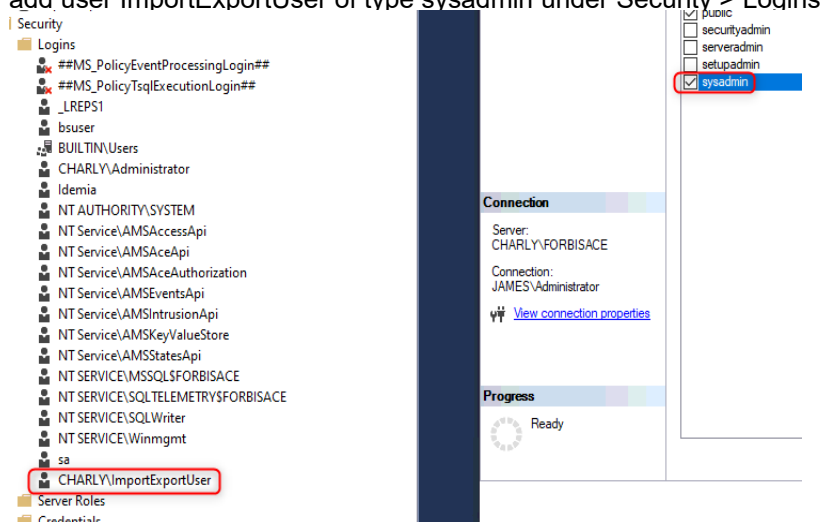 add user ImportExportUser of type sysadmin under Security > Logins
Security
Logins
##MS_PolicyEventProcessingLogin##
##MS_PolicyTsqlExecutionLogin##
_LREPS1
bsuser
BUILTIN\Users
CHARLY\Administrator
Idemia
NT AUTHORITY\SYSTEM
NT Service\AMSAccessApi
NT Service\AMSAceApi
NT Service\AMSAceAuthorization
NT Service\AMSEventsApi
NT Service\AMSIntrusionApi
NT Service\AMSKeyValueStore
NT Service\AMSStatesApi
NT SERVICE\MSSQL$FORBISACE
NT SERVICE\SQLTELEMETRY$FORBISACE
NT SERVICE\SQLWriter
NT SERVICE\Winmgmt
sa
CHARLY\ImportExportUser
Server Roles
Credentials
public
securityadmin
serveradmin
setupadmin
sysadmin
Connection
Server:
CHARLY\FORBISACE
Connection:
JAMES\Administrator
View connection properties
Progress
Ready